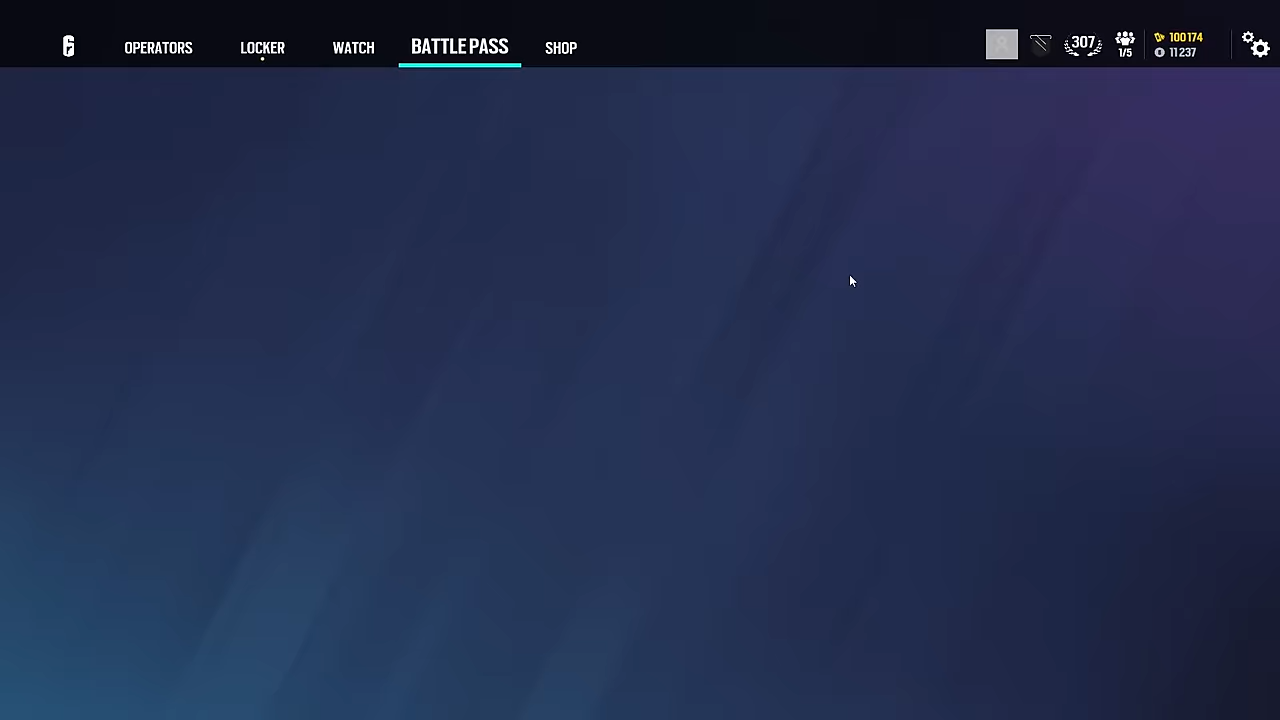 OPERATORS
LOCKER
WATCH
BATTLE PASS
SHOP
307
1/5
100174
11237